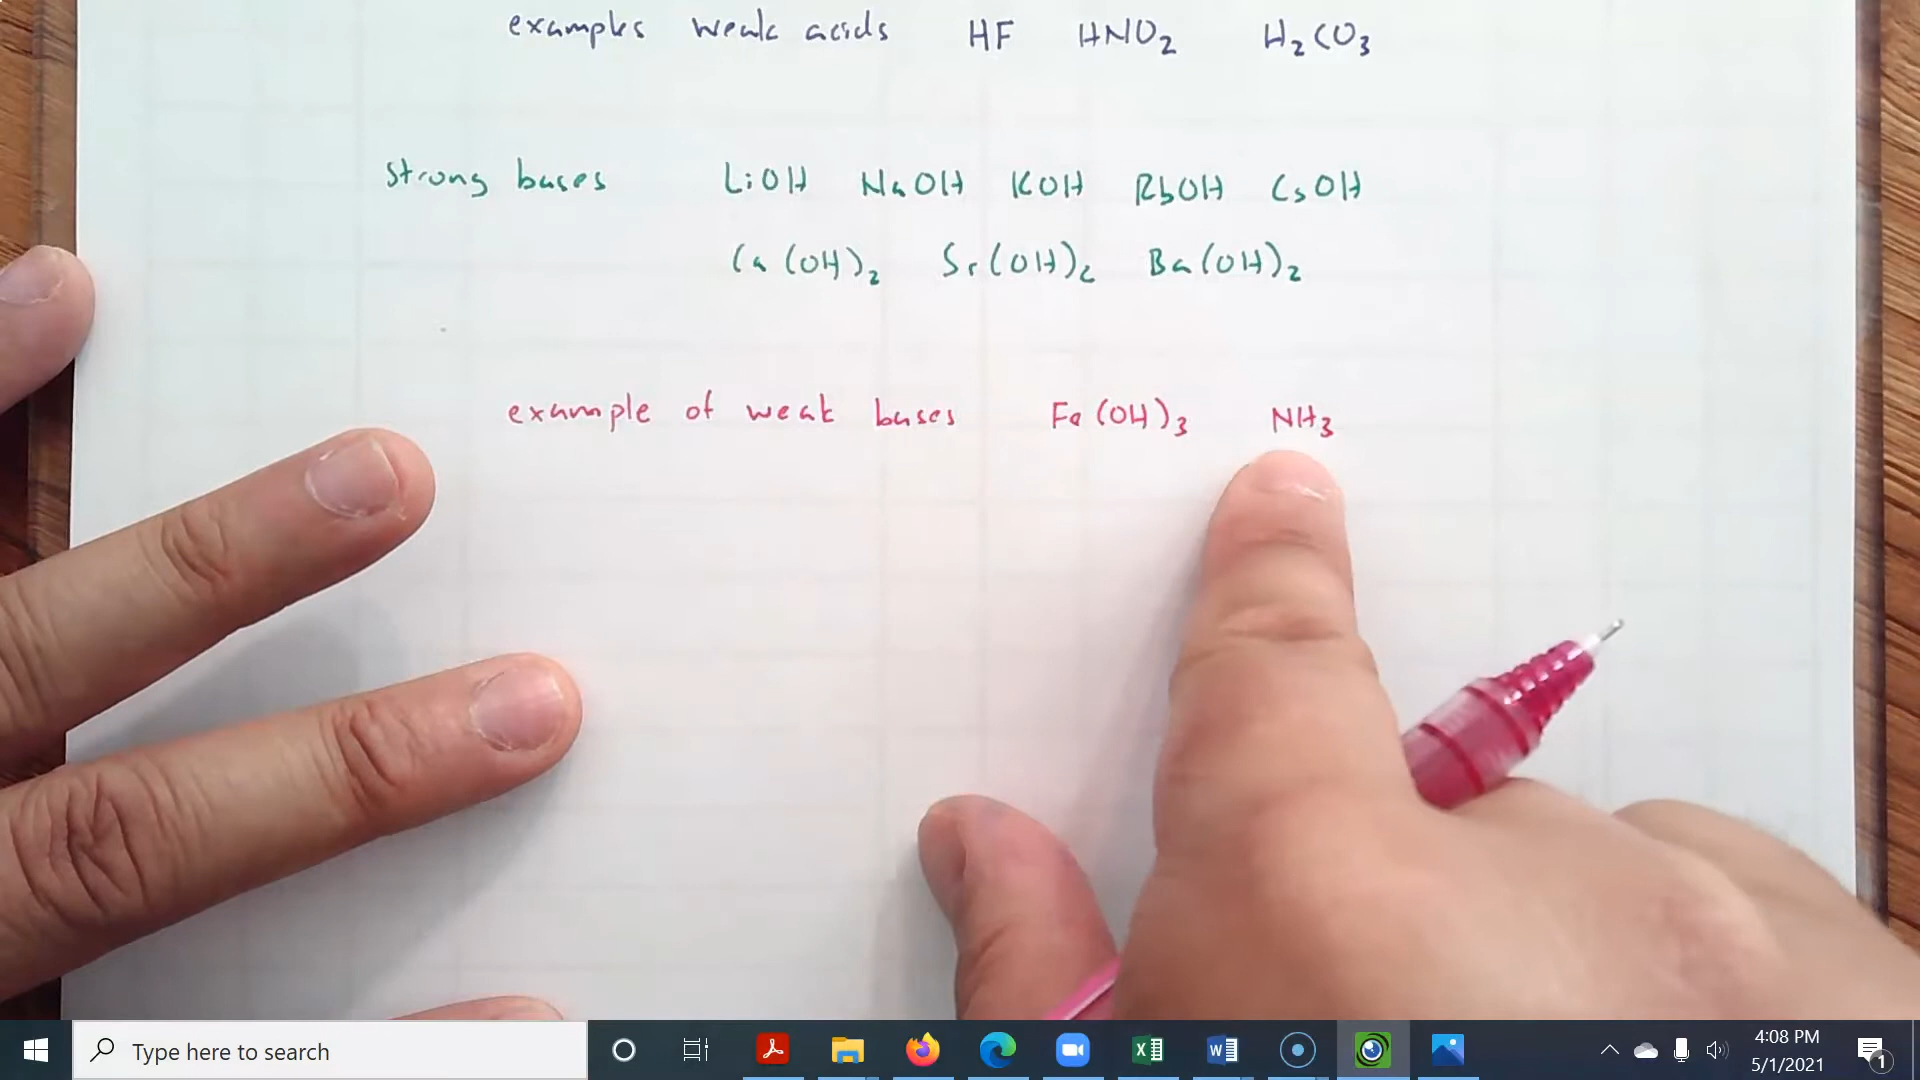 examples weak acids HF HNO2 H2CO3
strong bases LiOH NaOH KOH RbOH CsOH
Ca(OH)2 Sr(OH)2 Ba(OH)2
example of weak bases Fe(OH)3 NH3
Type here to search
4:08 PM
5/1/2021
1